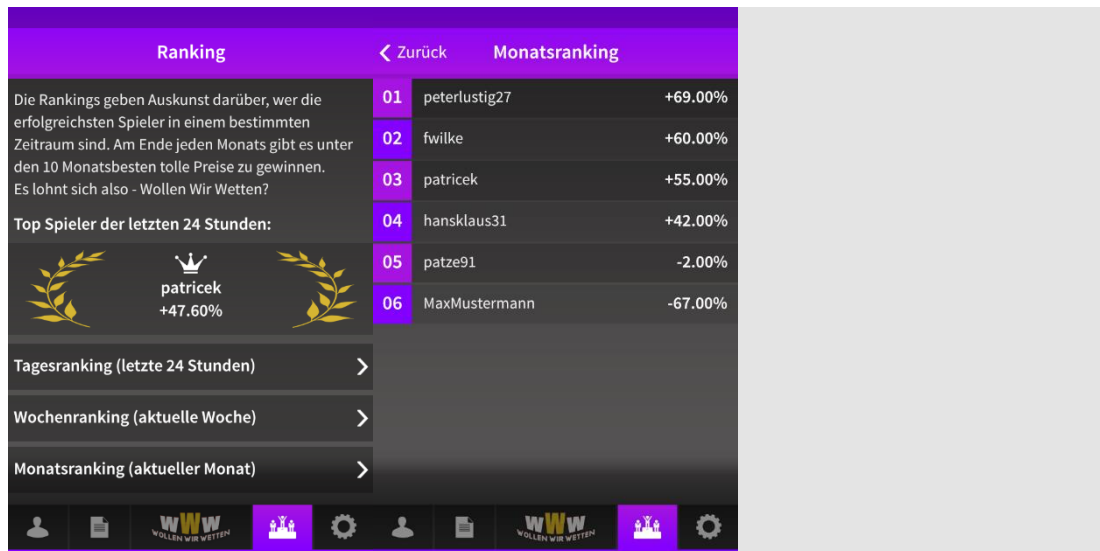 Ranking
Die Rankings geben Auskunst darüber, wer die
erfolgreichsten Spieler in einem bestimmten
Zeitraum sind. Am Ende jeden Monats gibt es unter
den 10 Monatsbesten tolle Preise zu gewinnen.
Es lohnt sich also - Wollen Wir Wetten?
Top Spieler der letzten 24 Stunden:
patricek
+47.60%
Tagesranking (letzte 24 Stunden)
Wochenranking (aktuelle Woche)
Monatsranking (aktueller Monat)
WWW
WOLLEN WIR WETTEN
Zurück Monatsranking
01 peterlustig27 +69.00%
02 fwilke +60.00%
03 patricek +55.00%
04 hansklaus31 +42.00%
05 patze91 -2.00%
06 MaxMustermann -67.00%
WWW
WOLLEN WIR WETTEN